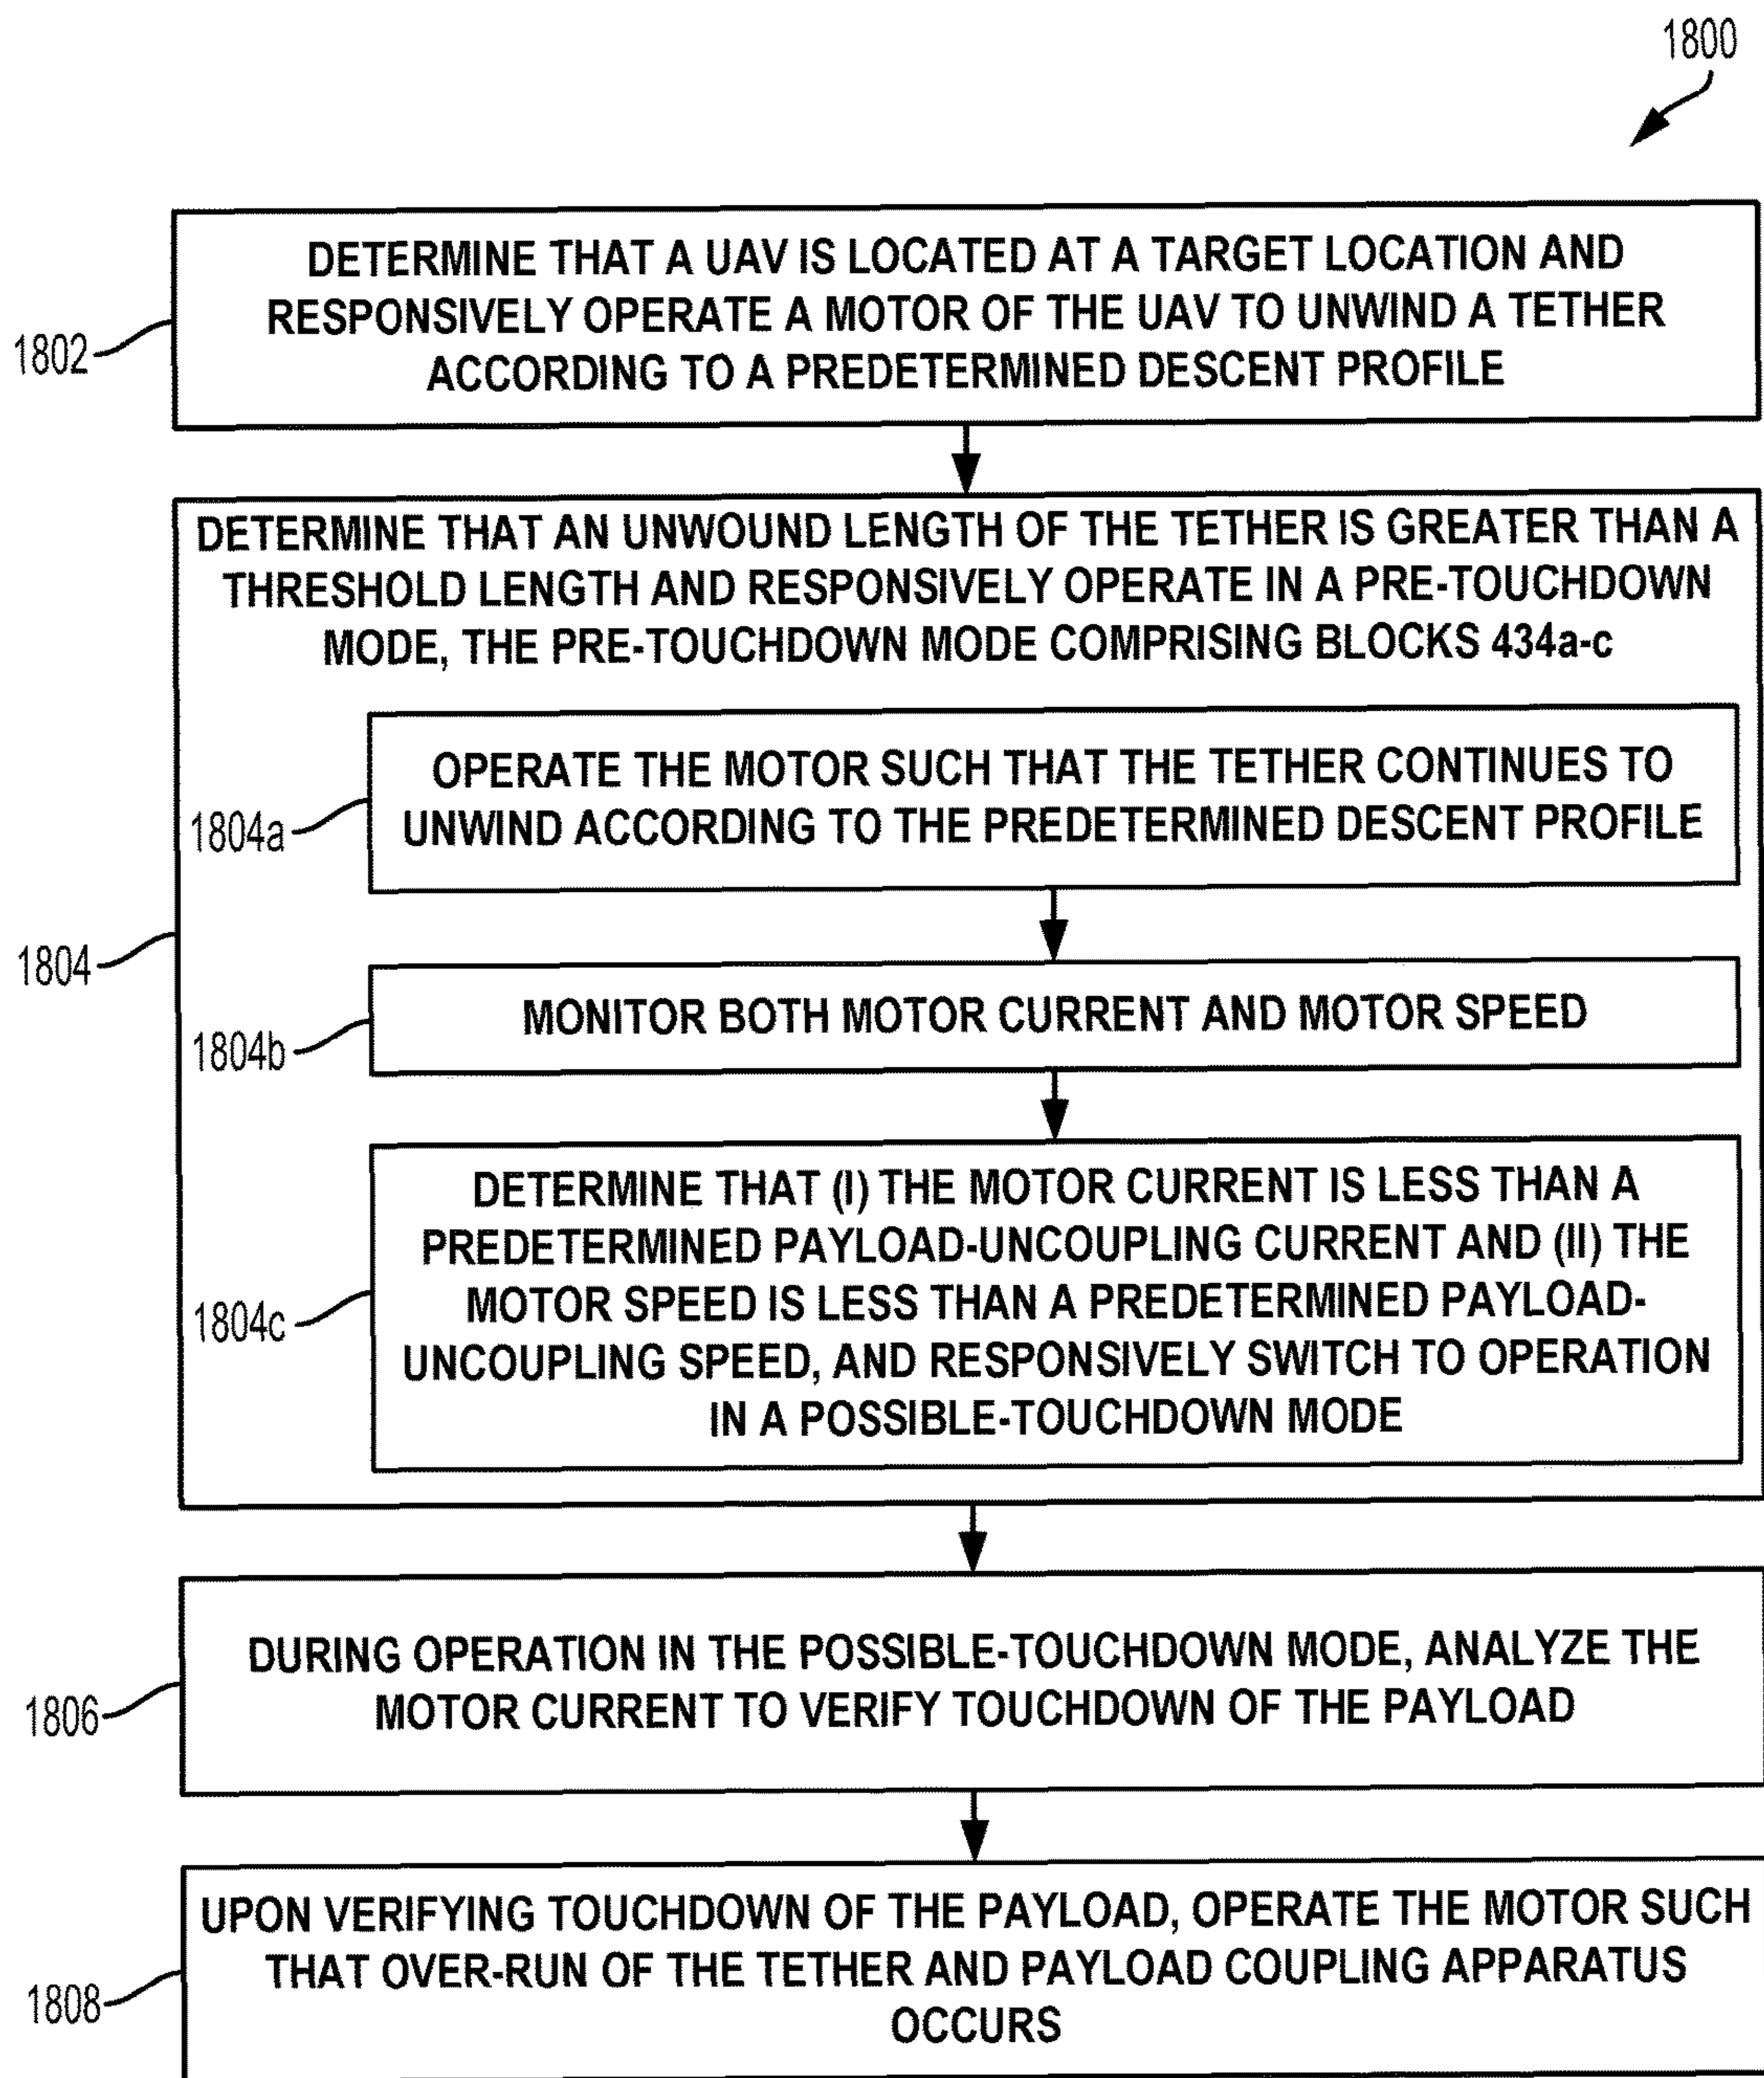 1800
DETERMINE THAT A UAV IS LOCATED AT A TARGET LOCATION AND
RESPONSIVELY OPERATE A MOTOR OF THE UAV TO UNWIND A TETHER
ACCORDING TO A PREDETERMINED DESCENT PROFILE
1802
DETERMINE THAT AN UNWOUND LENGTH OF THE TETHER IS GREATER THAN A
THRESHOLD LENGTH AND RESPONSIVELY OPERATE IN A PRE-TOUCHDOWN
MODE, THE PRE-TOUCHDOWN MODE COMPRISING BLOCKS 434a-c
OPERATE THE MOTOR SUCH THAT THE TETHER CONTINUES TO
UNWIND ACCORDING TO THE PREDETERMINED DESCENT PROFILE
1804a
1804
MONITOR BOTH MOTOR CURRENT AND MOTOR SPEED
1804b
DETERMINE THAT (I) THE MOTOR CURRENT IS LESS THAN A
PREDETERMINED PAYLOAD-UNCOUPLING CURRENT AND (II) THE
MOTOR SPEED IS LESS THAN A PREDETERMINED PAYLOAD-
UNCOUPLING SPEED, AND RESPONSIVELY SWITCH TO OPERATION
IN A POSSIBLE-TOUCHDOWN MODE
1804c
DURING OPERATION IN THE POSSIBLE-TOUCHDOWN MODE, ANALYZE THE
MOTOR CURRENT TO VERIFY TOUCHDOWN OF THE PAYLOAD
1806
UPON VERIFYING TOUCHDOWN OF THE PAYLOAD, OPERATE THE MOTOR SUCH
THAT OVER-RUN OF THE TETHER AND PAYLOAD COUPLING APPARATUS
OCCURS
1808